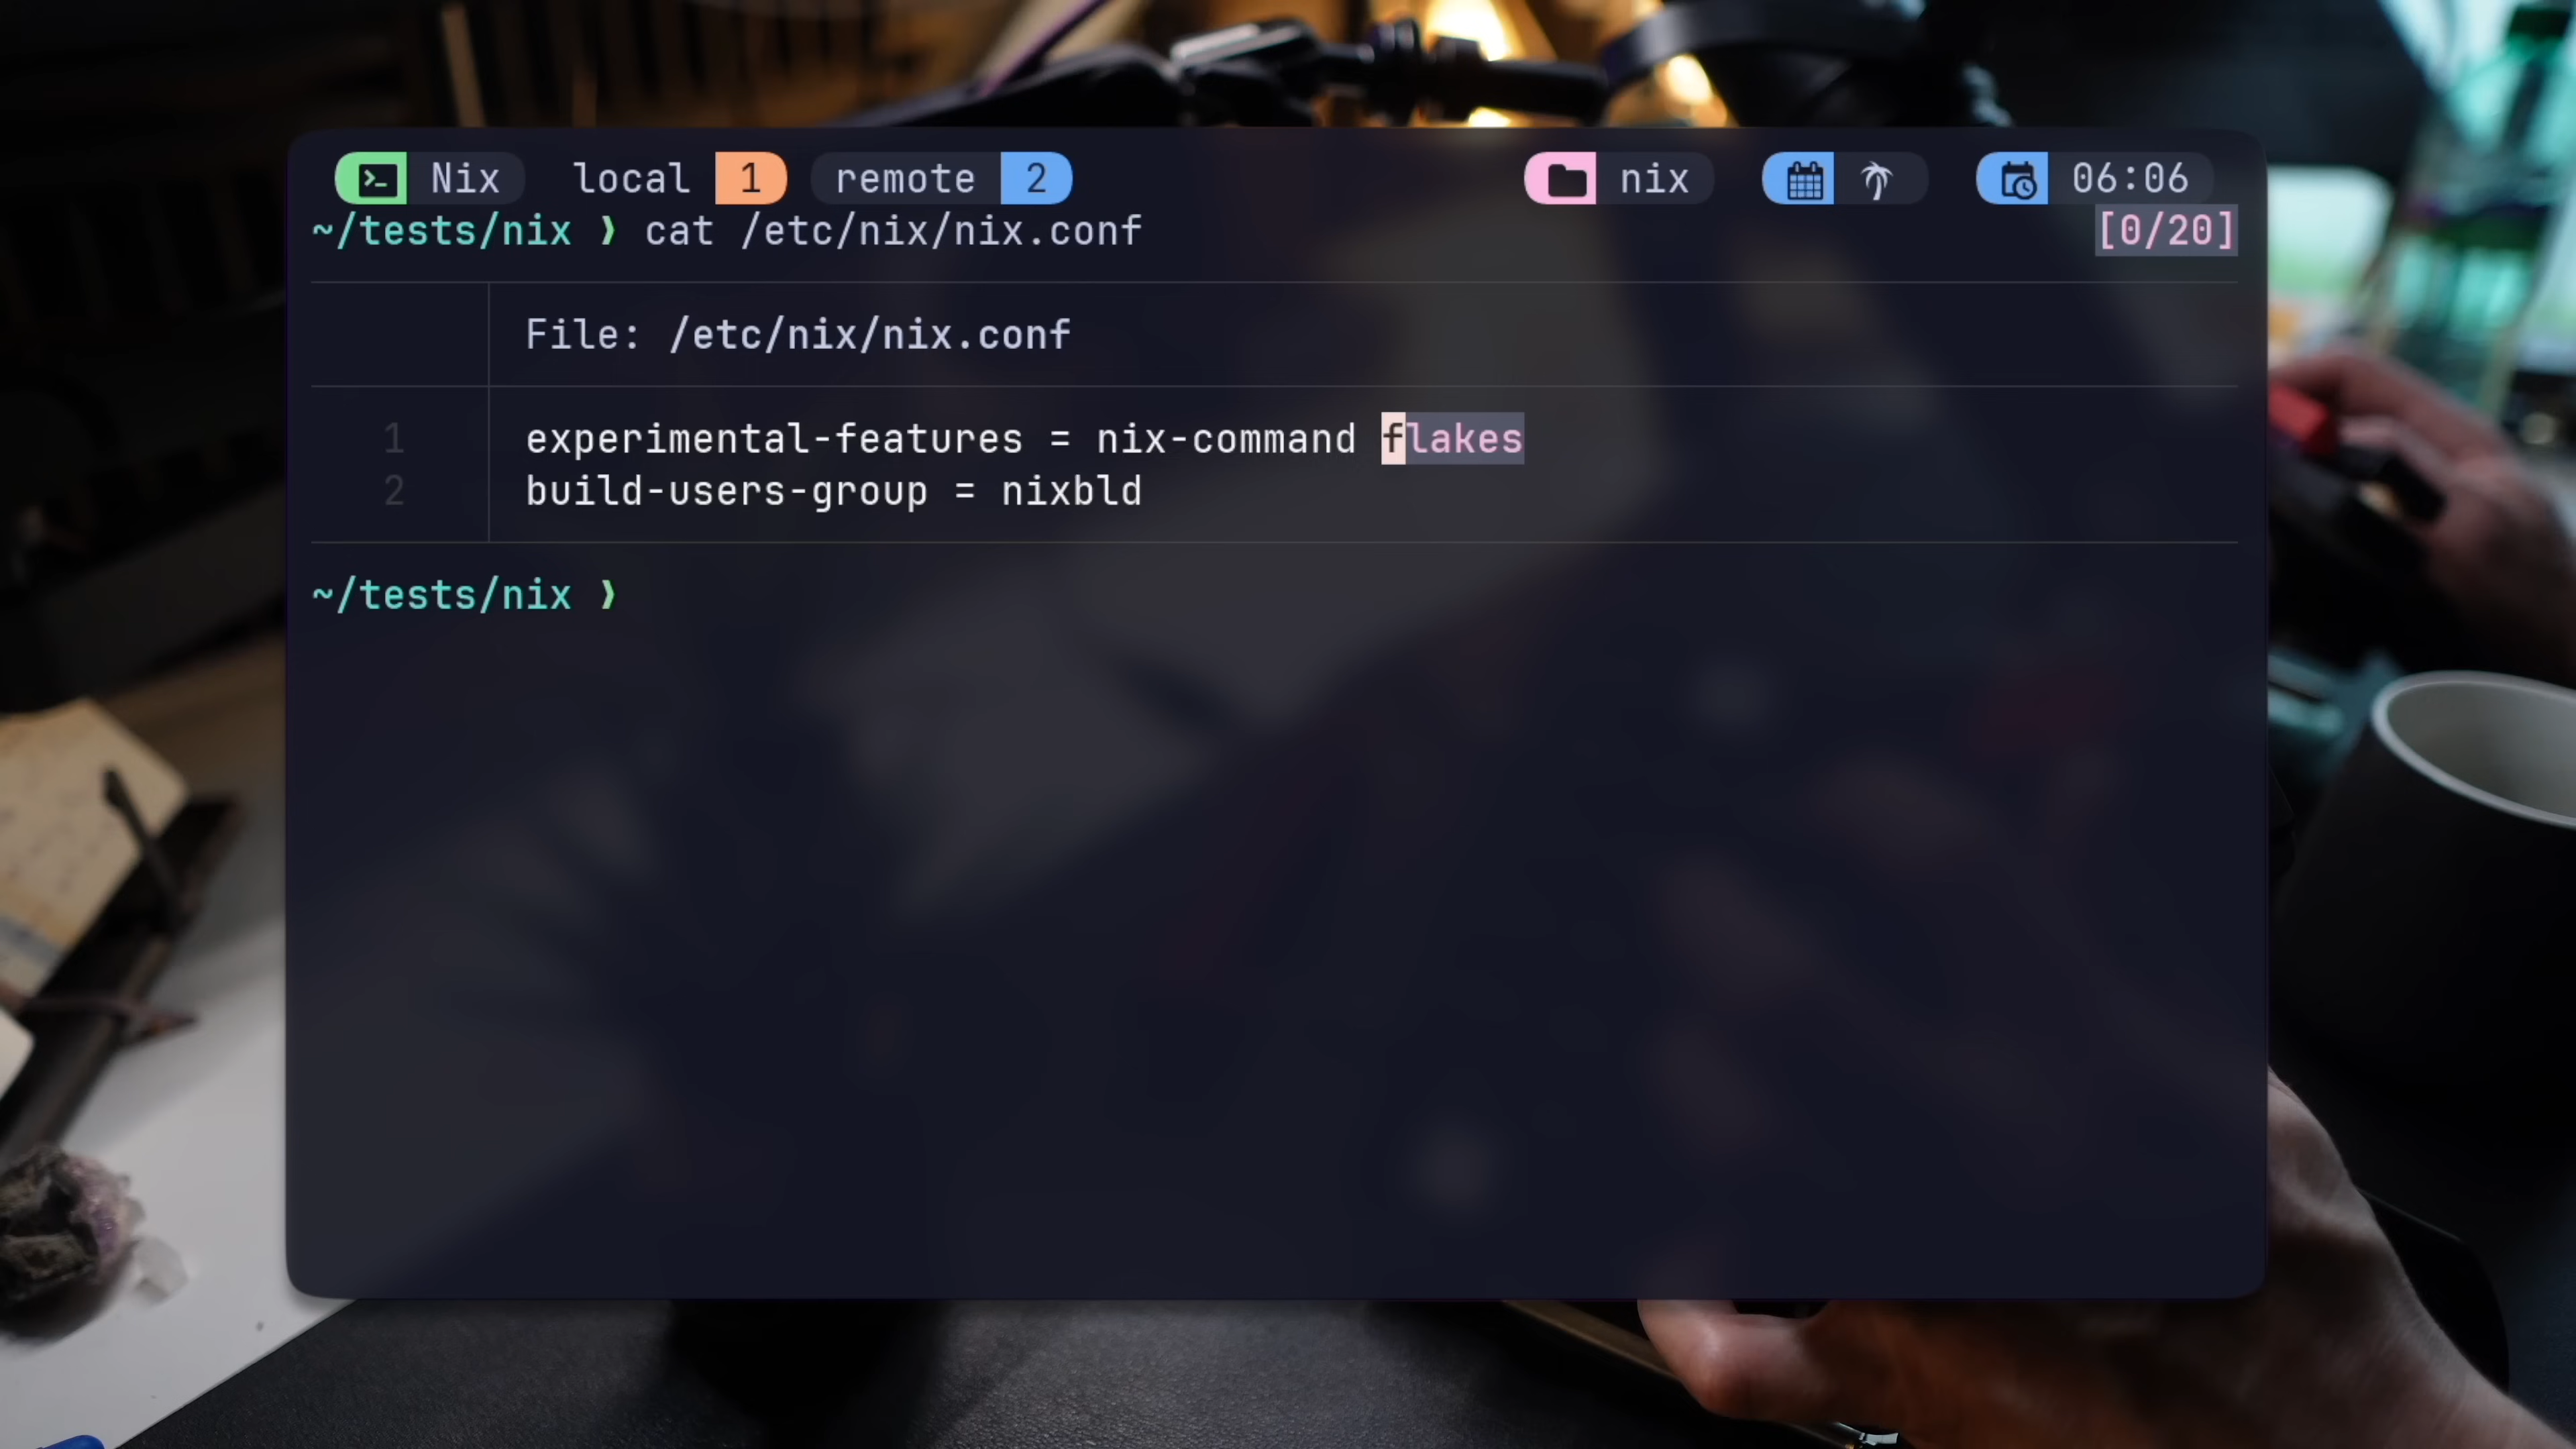 Nix local 1 remote 2 nix 06:06
~/tests/nix ❯ cat /etc/nix/nix.conf [0/20]
File: /etc/nix/nix.conf
1 experimental-features = nix-command flakes
2 build-users-group = nixbld
~/tests/nix ❯